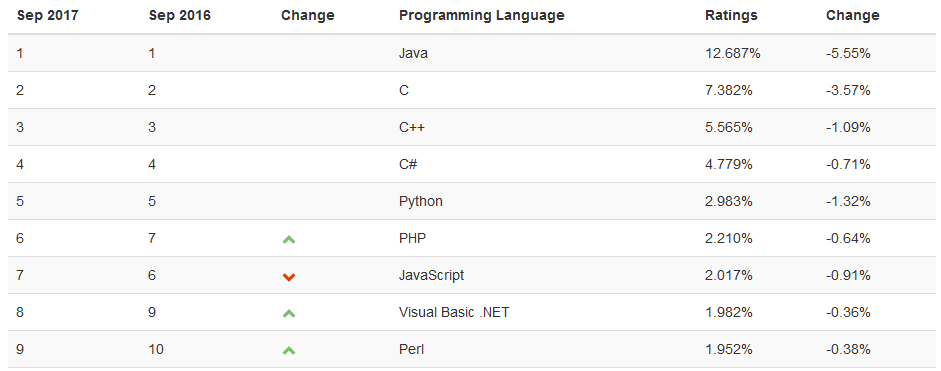 Sep 2017 Sep 2016 Change Programming Language Ratings Change
1 1 Java 12.687% -5.55%
2 2 C 7.382% -3.57%
3 3 C++ 5.565% -1.09%
4 4 C# 4.779% -0.71%
5 5 Python 2.983% -1.32%
6 7 PHP 2.210% -0.64%
7 6 JavaScript 2.017% -0.91%
8 9 Visual Basic .NET 1.982% -0.36%
9 10 Perl 1.952% -0.38%